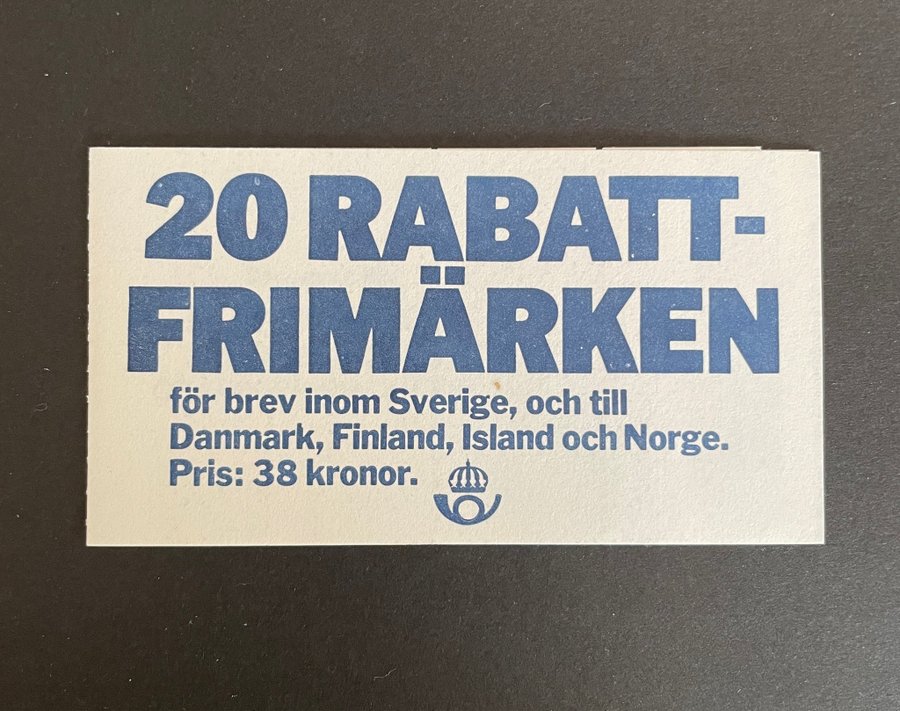 20 RABATT-
FRIMÄRKEN
för brev inom Sverige, och till
Danmark, Finland, Island och Norge.
Pris: 38 kronor.